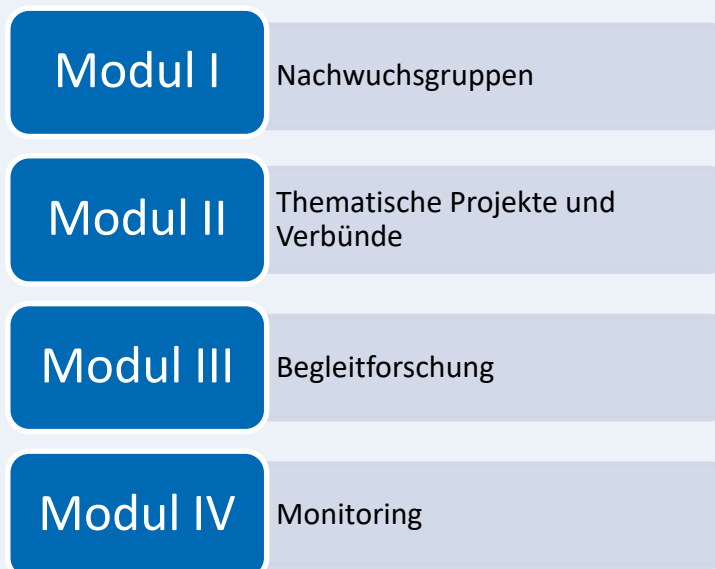 Modul I
Nachwuchsgruppen
Modul II
Thematische Projekte und
Verbünde
Modul III
Begleitforschung
Modul IV
Monitoring